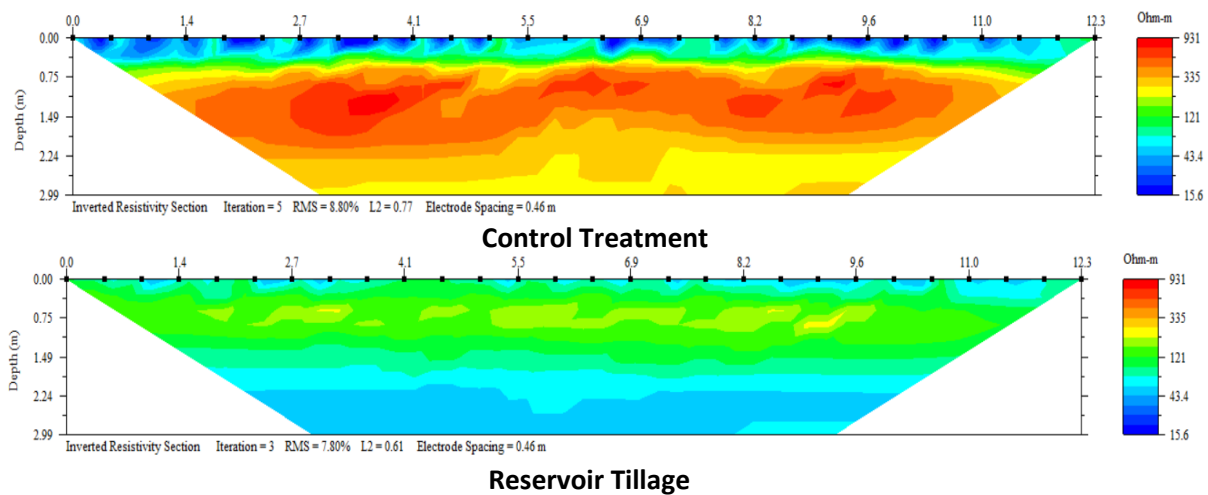 0.0 1.4 2.7 4.1 5.5 6.9 8.2 9.6 11.0 12.3 Ohm-m
0.00
0.75
1.49
2.24
2.99
Depth (m)
931
335
121
43.4
15.6
Inverted Resistivity Section Iteration = 5 RMS = 8.80% L2 = 0.77 Electrode Spacing = 0.46 m
Control Treatment
0.0 1.4 2.7 4.1 5.5 6.9 8.2 9.6 11.0 12.3 Ohm-m
0.00
0.75
1.49
2.24
2.99
Depth (m)
931
335
121
43.4
15.6
Inverted Resistivity Section Iteration = 3 RMS = 7.80% L2 = 0.61 Electrode Spacing = 0.46 m
Reservoir Tillage